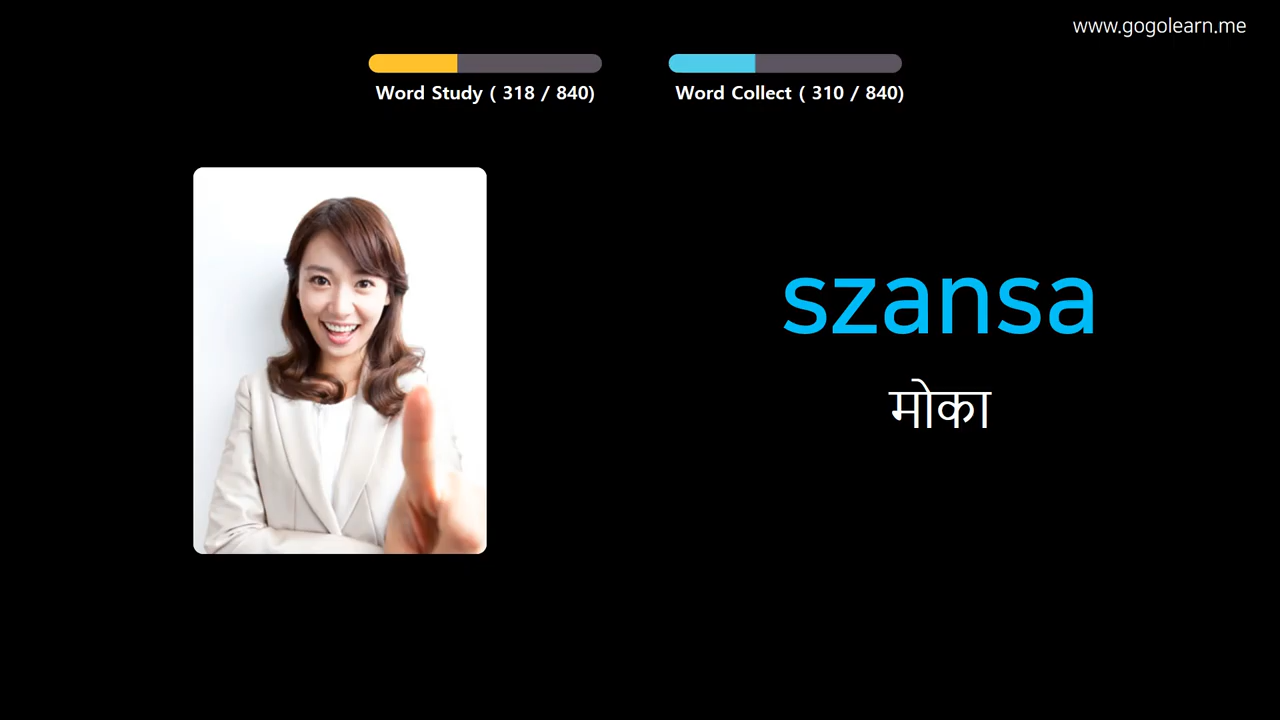 www.gogolearn.me
Word Study ( 318 / 840)
Word Collect ( 310 / 840)
szansa
मोका